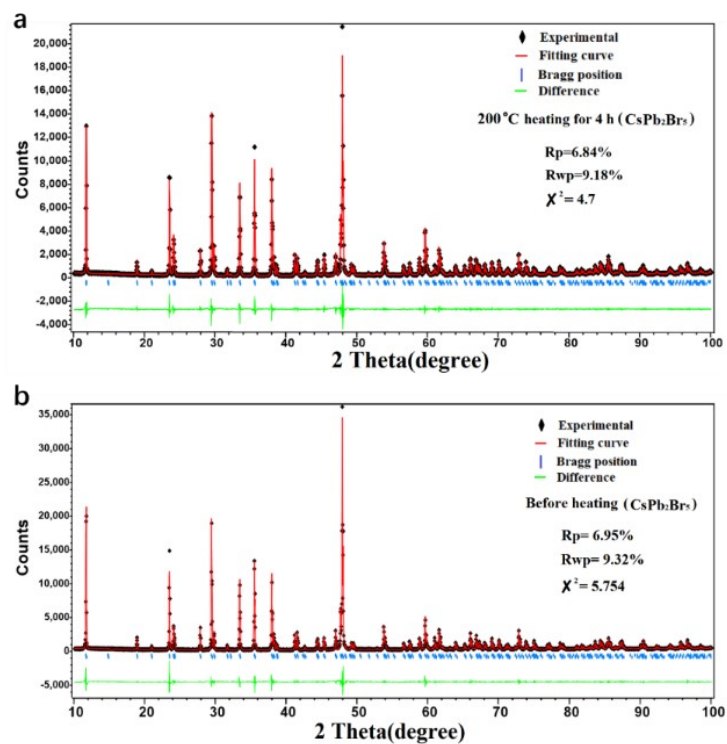 a
20,000
18,000
16,000
14,000
12,000
10,000
8,000
6,000
4,000
2,000
0
-2,000
-4,000
Counts
Experimental
Fitting curve
Bragg position
Difference
200°C heating for 4 h (CsPb₂Br₅)
Rp=6.84%
Rwp=9.18%
χ²= 4.7
10 20 30 40 50 60 70 80 90 100
2 Theta(degree)
b
35,000
30,000
25,000
20,000
15,000
10,000
5,000
0
-5,000
Counts
Experimental
Fitting curve
Bragg position
Difference
Before heating (CsPb₂Br₅)
Rp= 6.95%
Rwp= 9.32%
χ²= 5.754
10 20 30 40 50 60 70 80 90 100
2 Theta(degree)